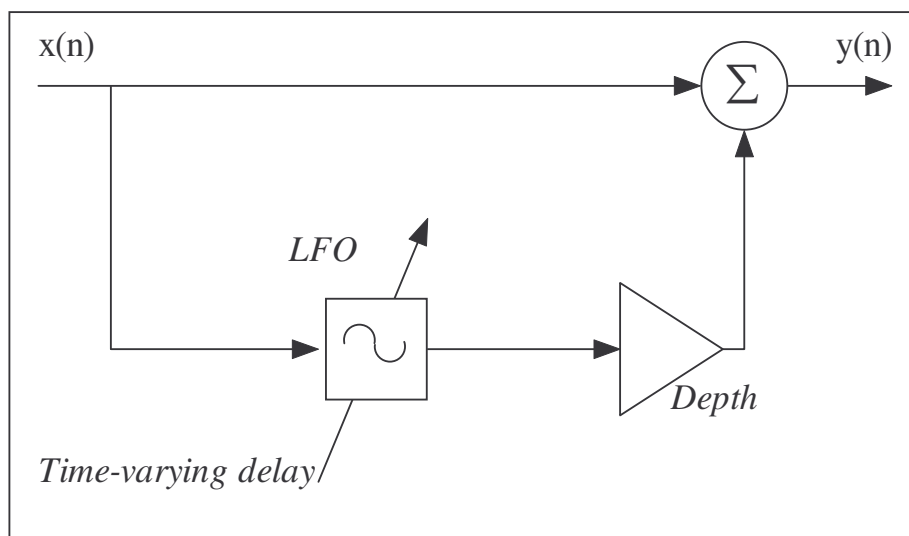 x(n)
y(n)
Σ
LFO
Depth
Time-varying delay